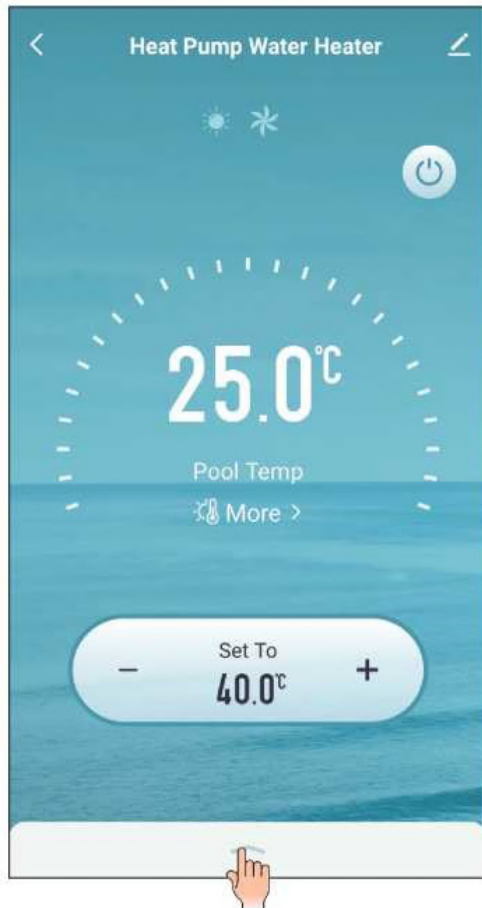 Heat Pump Water Heater
25.0℃
Pool Temp
More >
Set To
− 40.0℃ +